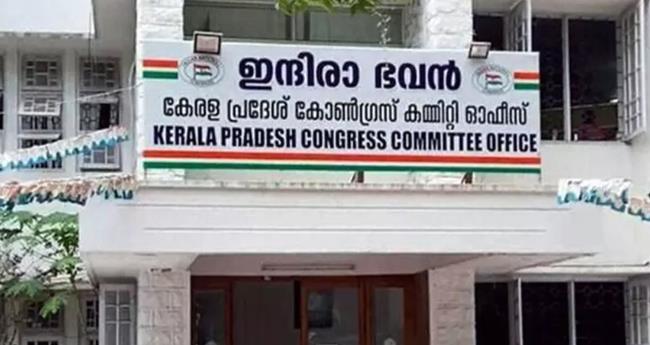 ഇന്ദിരാ ഭവൻ
കേരള പ്രദേശ് കോൺഗ്രസ് കമ്മിറ്റി ഓഫീസ്
KERALA PRADESH CONGRESS COMMITTEE OFFICE